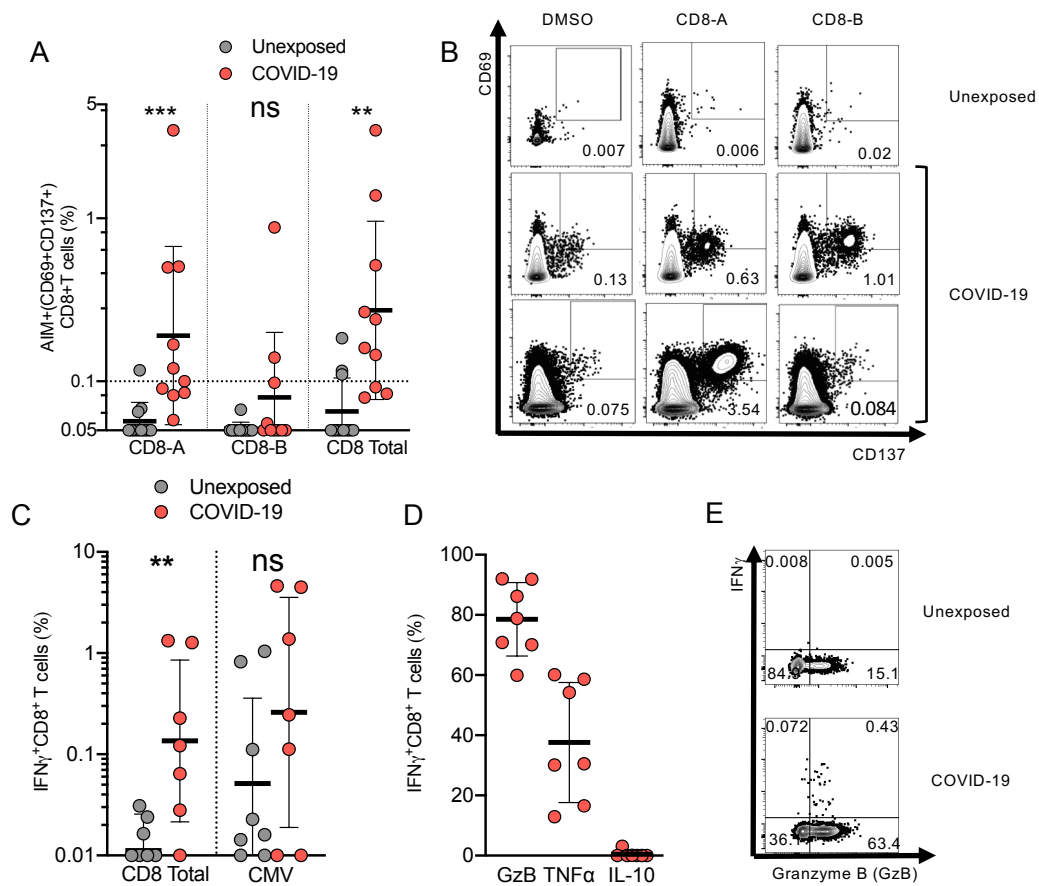 A
Unexposed
COVID-19
AIM+(CD69+CD137+)
CD8+T cells (%)
5
1
0.1
0.05
***
ns
**
CD8-A
CD8-B
CD8 Total
B
DMSO
CD8-A
CD8-B
CD69
0.007
0.006
0.02
Unexposed
0.13
0.63
1.01
COVID-19
0.075
3.54
0.084
CD137
C
Unexposed
COVID-19
IFNγ⁺CD8⁺ T cells (%)
10
1
0.1
0.01
**
ns
CD8 Total
CMV
D
IFNγ⁺CD8⁺ T cells (%)
100
80
60
40
20
0
GzB
TNFα
IL-10
E
IFNγ
0.008
0.005
15.1
Unexposed
0.072
0.43
63.4
COVID-19
Granzyme B (GzB)